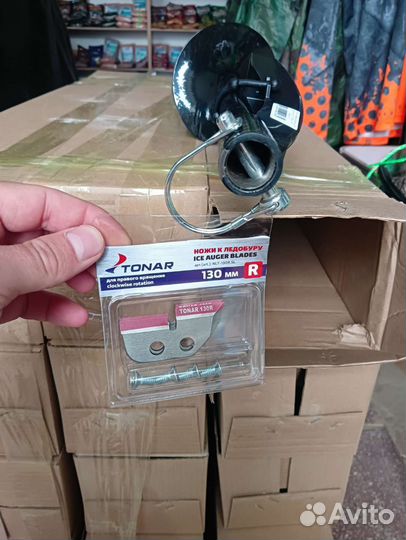 TONAR
НОЖИ К ЛЕДОБУРУ
ICE AUGER BLADES
для правого вращения
clockwise rotation
130 мм
R
TONAR 130R
Avito